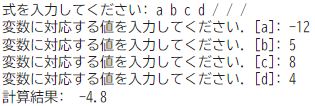 式を入力してください: a b c d / / /
変数に対応する値を入力してください. [a]: -12
変数に対応する値を入力してください. [b]: 5
変数に対応する値を入力してください. [c]: 8
変数に対応する値を入力してください. [d]: 4
計算結果: -4.8